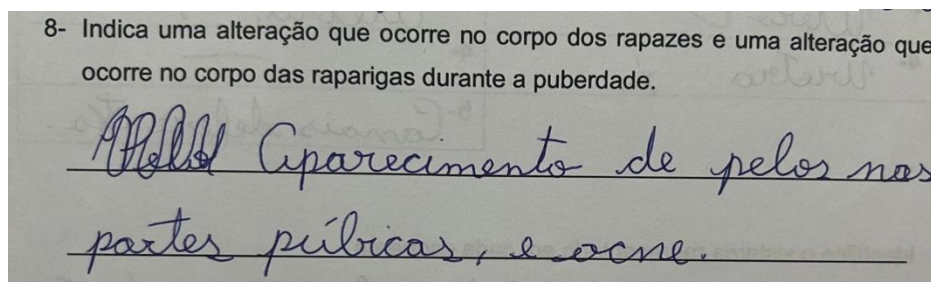 8- Indica uma alteração que ocorre no corpo dos rapazes e uma alteração que
ocorre no corpo das raparigas durante a puberdade.
Aparecimento de pelos nas
partes púbicas, e acne.